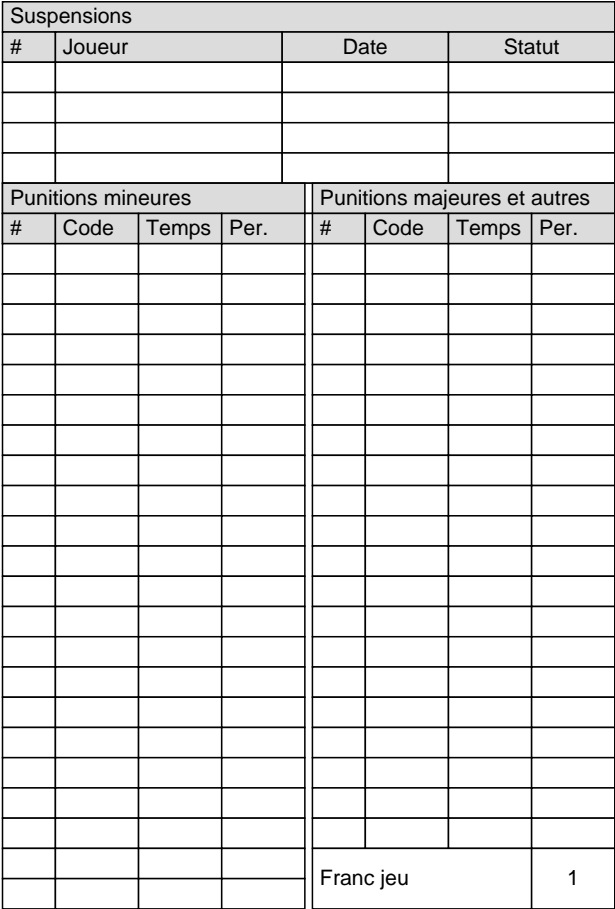 Suspensions
# Joueur Date Statut
Punitions mineures Punitions majeures et autres
# Code Temps Per. # Code Temps Per.
Franc jeu 1